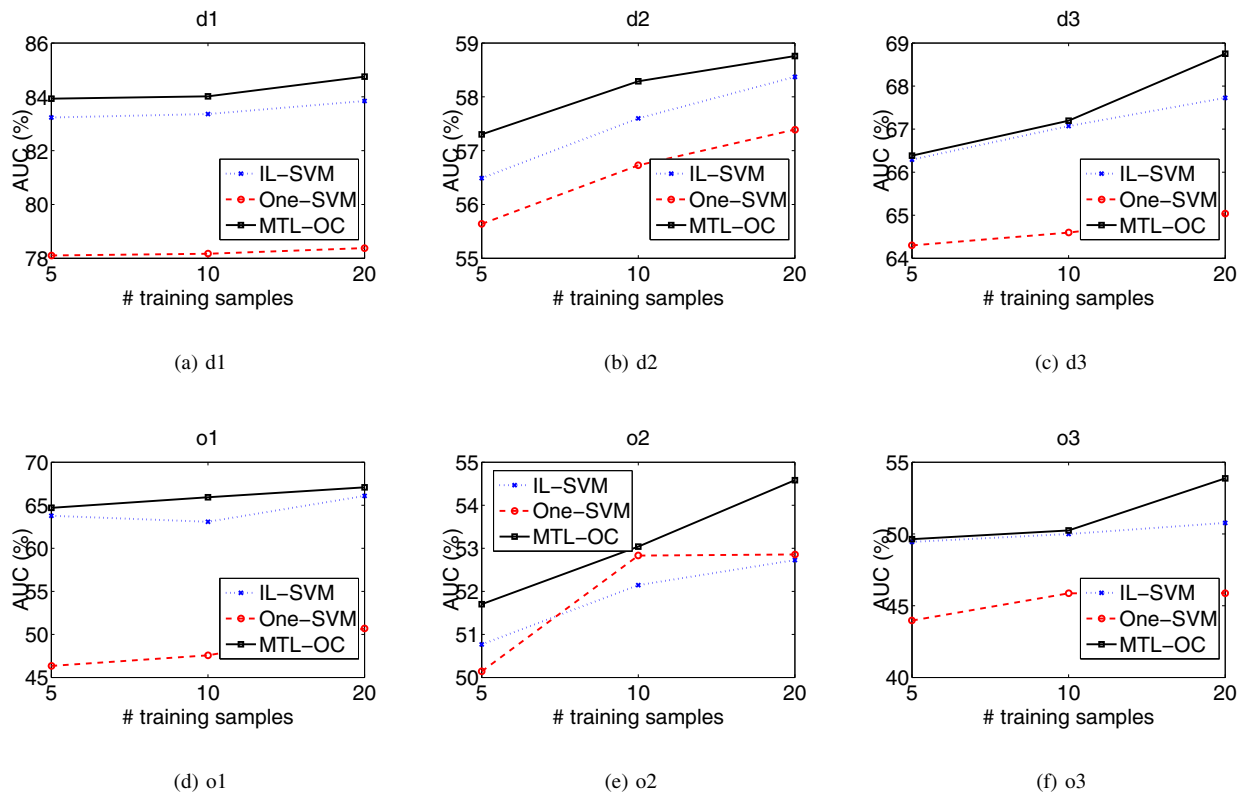 d1
86
84
82
80
78
AUC (%)
IL-SVM
One-SVM
MTL-OC
5 10 20
# training samples
(a) d1
d2
59
58
57
56
55
AUC (%)
IL-SVM
One-SVM
MTL-OC
5 10 20
# training samples
(b) d2
d3
69
68
67
66
65
64
AUC (%)
IL-SVM
One-SVM
MTL-OC
5 10 20
# training samples
(c) d3
o1
70
65
60
55
50
45
AUC (%)
IL-SVM
One-SVM
MTL-OC
5 10 20
# training samples
(d) o1
o2
55
54
53
52
51
50
AUC (%)
IL-SVM
One-SVM
MTL-OC
5 10 20
# training samples
(e) o2
o3
55
50
45
40
AUC (%)
IL-SVM
One-SVM
MTL-OC
5 10 20
# training samples
(f) o3